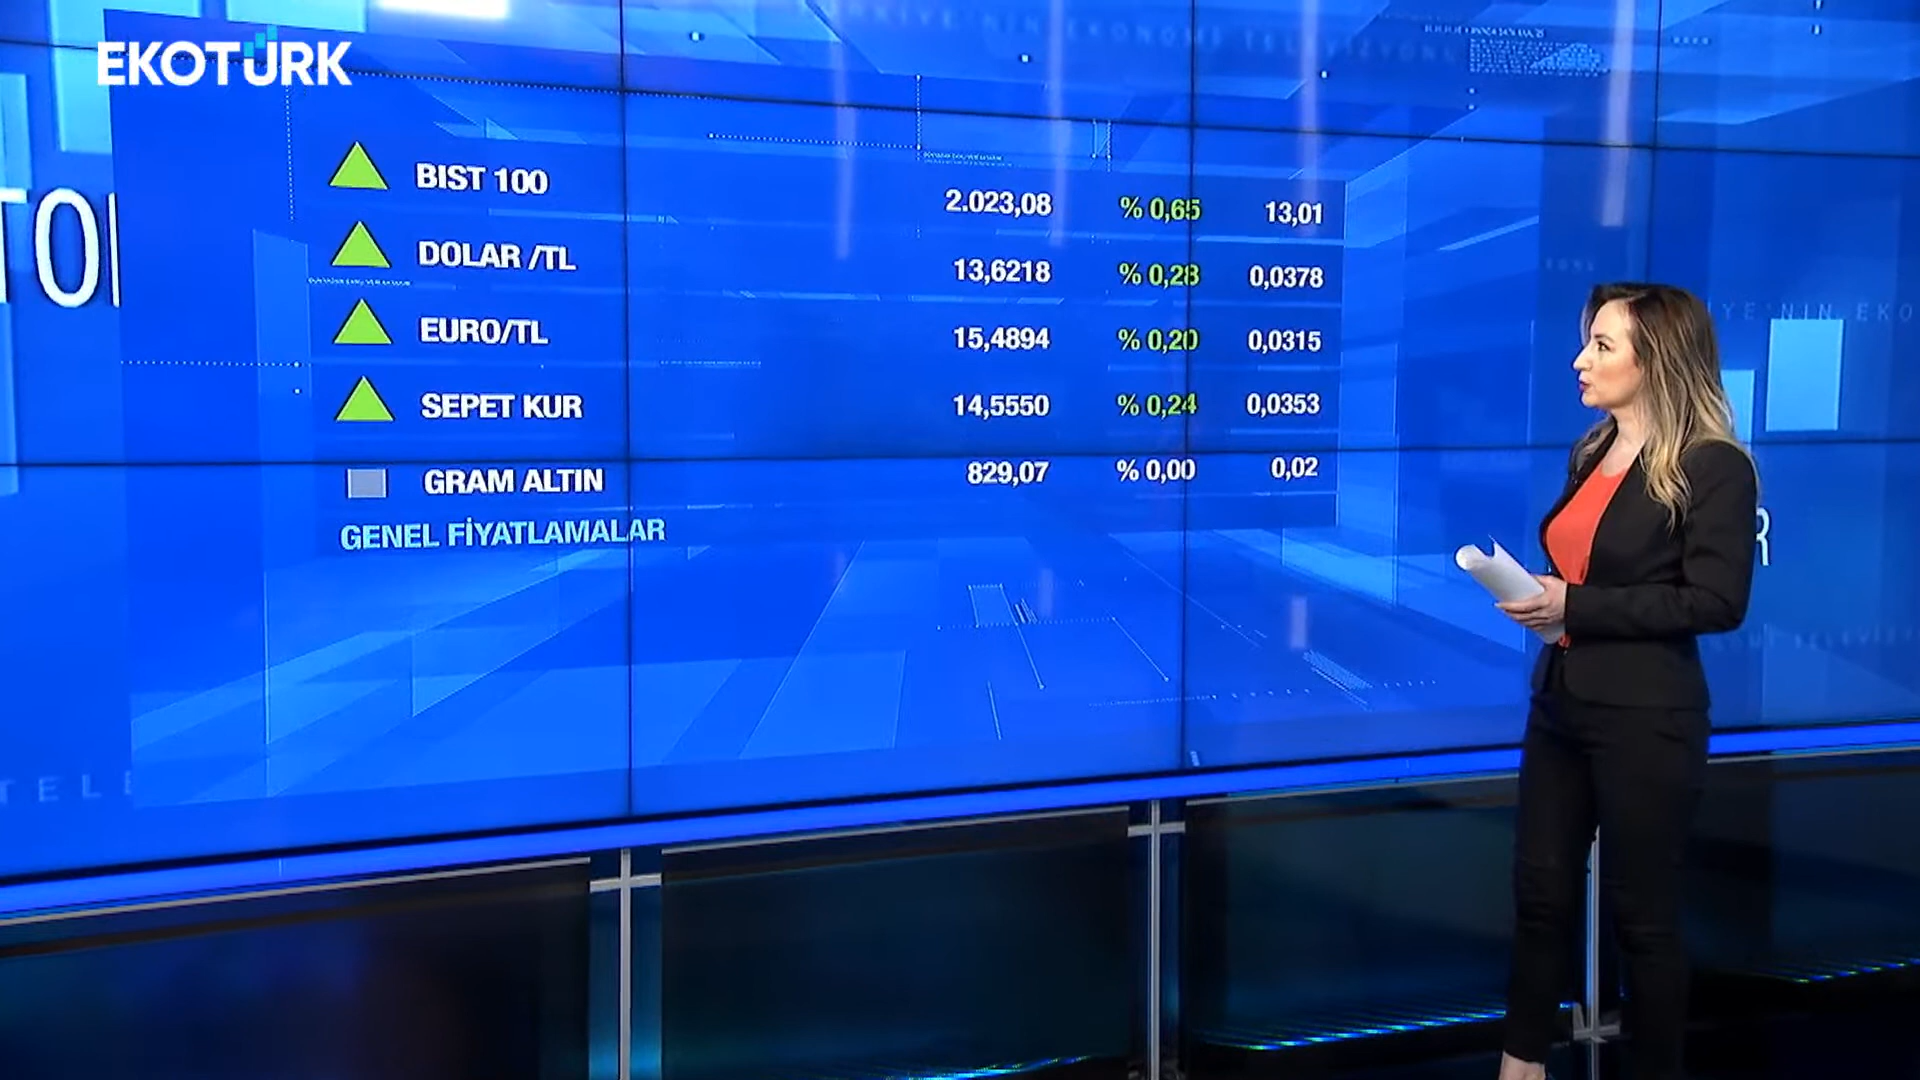 EKOTÜRK
BIST 100 2.023,08 % 0,65 13,01
DOLAR /TL 13,6218 % 0,28 0,0378
EURO/TL 15,4894 % 0,20 0,0315
SEPET KUR 14,5550 % 0,24 0,0353
GRAM ALTIN 829,07 % 0,00 0,02
GENEL FİYATLAMALAR